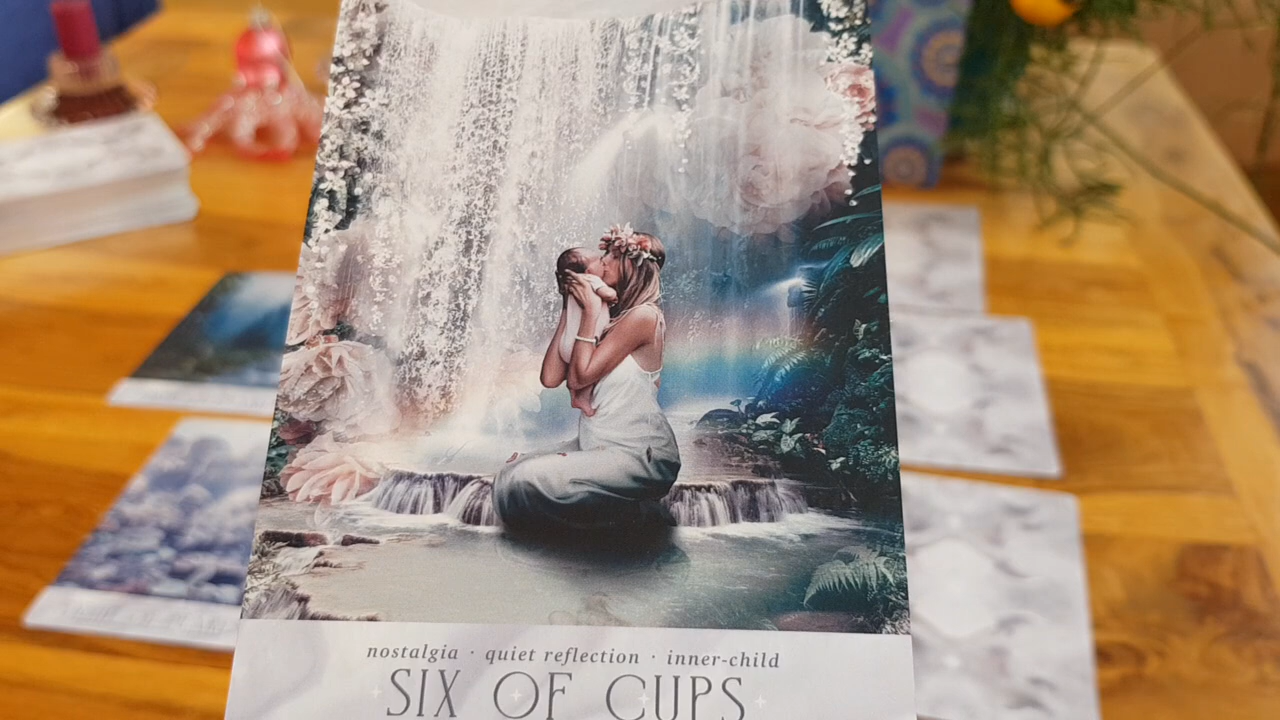 nostalgia · quiet reflection · inner-child
SIX OF CUPS